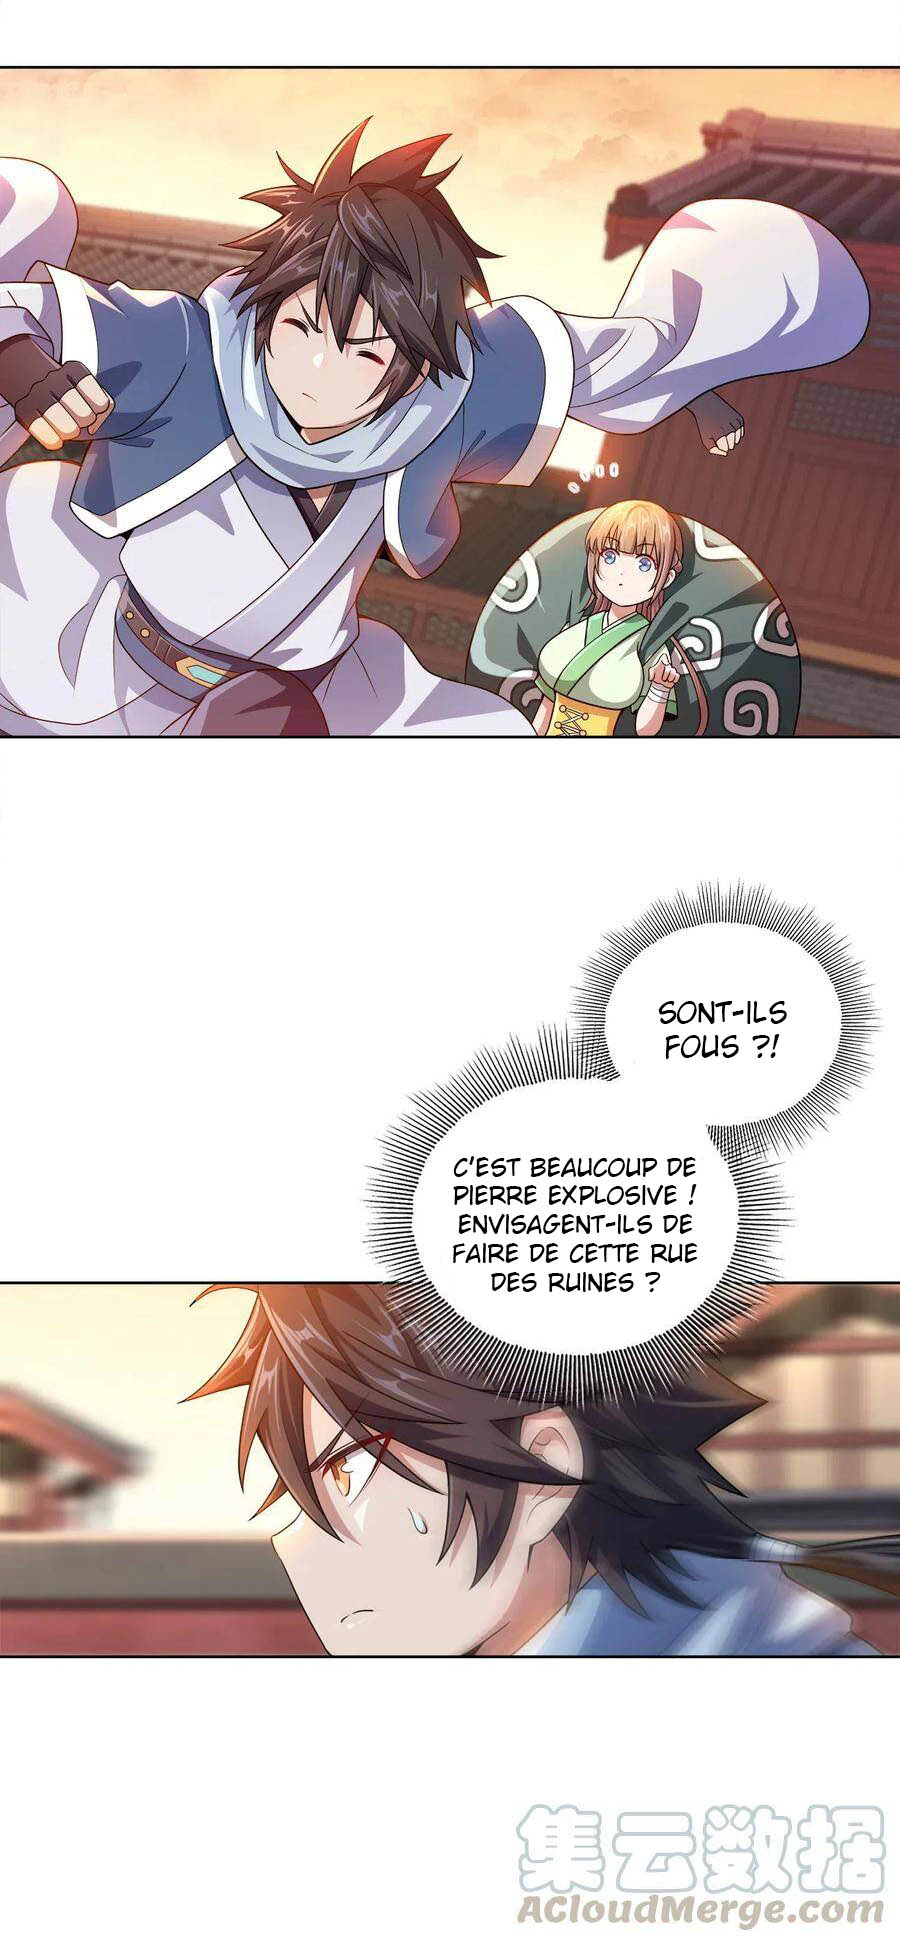 SONT-ILS
FOUS ?!
C'EST BEAUCOUP DE
PIERRE EXPLOSIVE !
ENVISAGENT-ILS DE
FAIRE DE CETTE RUE
DES RUINES ?
集云数据
ACloudMerge.com